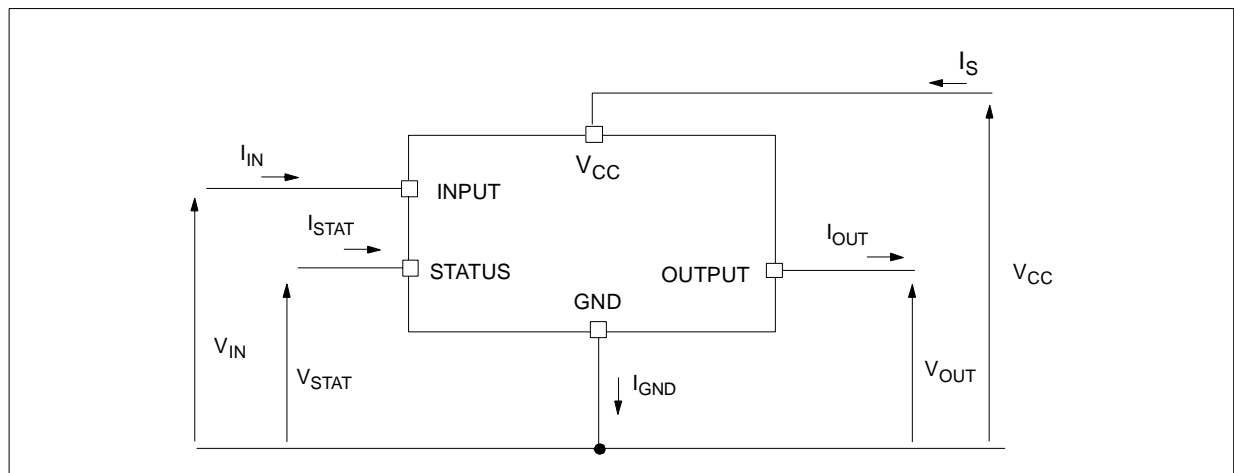 I_S
V_CC
I_IN
INPUT
I_STAT
STATUS
I_OUT
OUTPUT
V_CC
GND
V_IN
V_STAT
I_GND
V_OUT